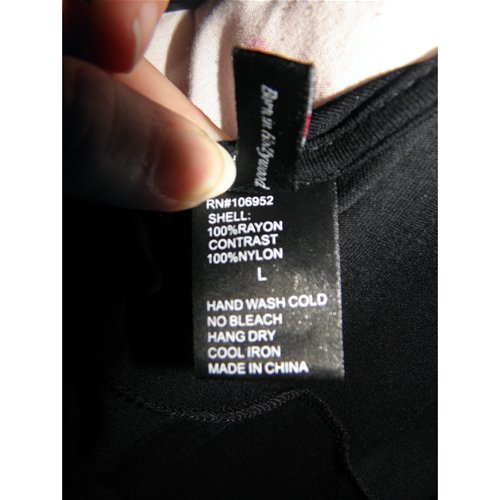 Born in Hollywood
RN#106952
SHELL:
100%RAYON
CONTRAST
100%NYLON
L
HAND WASH COLD
NO BLEACH
HANG DRY
COOL IRON
MADE IN CHINA